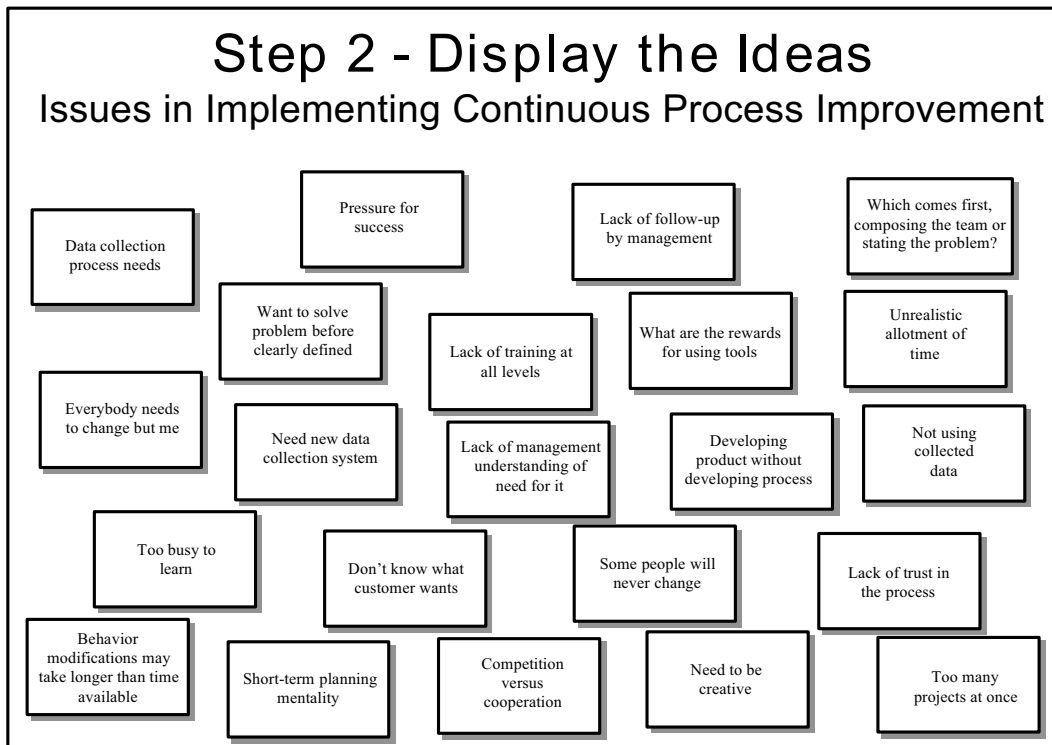 Step 2 - Display the Ideas
Issues in Implementing Continuous Process Improvement
Data collection
process needs
Pressure for
success
Lack of follow-up
by management
Which comes first,
composing the team or
stating the problem?
Want to solve
problem before
clearly defined
Lack of training at
all levels
What are the rewards
for using tools
Unrealistic
allotment of
time
Everybody needs
to change but me
Need new data
collection system
Lack of management
understanding of
need for it
Developing
product without
developing process
Not using
collected
data
Too busy to
learn
Don’t know what
customer wants
Some people will
never change
Lack of trust in
the process
Behavior
modifications may
take longer than time
available
Short-term planning
mentality
Competition
versus
cooperation
Need to be
creative
Too many
projects at once